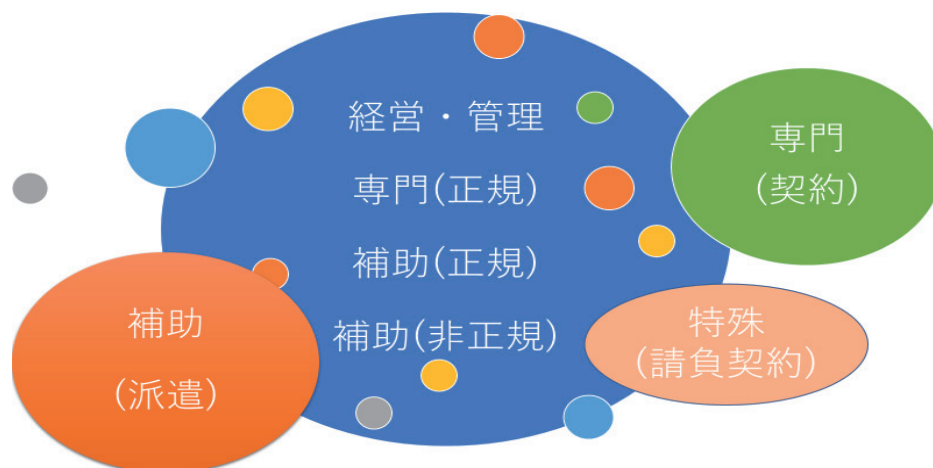 経営・管理
専門(正規)
補助(正規)
補助(非正規)
専門
(契約)
補助
(派遣)
特殊
(請負契約)